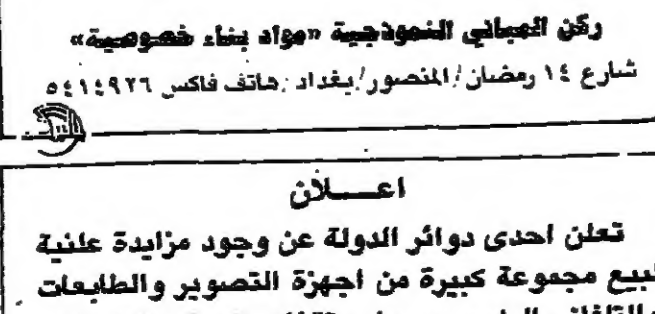 ركن المباني النموذجية «مواد بناء خصوصية»
شارع ١٤ رمضان/المنصور/بغداد/هاتف فاكس ٥٤١٤٩٢٦
اعـــلان
تعلن احدى دوائر الدولة عن وجود مزايدة علنية
لبيع مجموعة كبيرة من اجهزة التصوير والطابعات